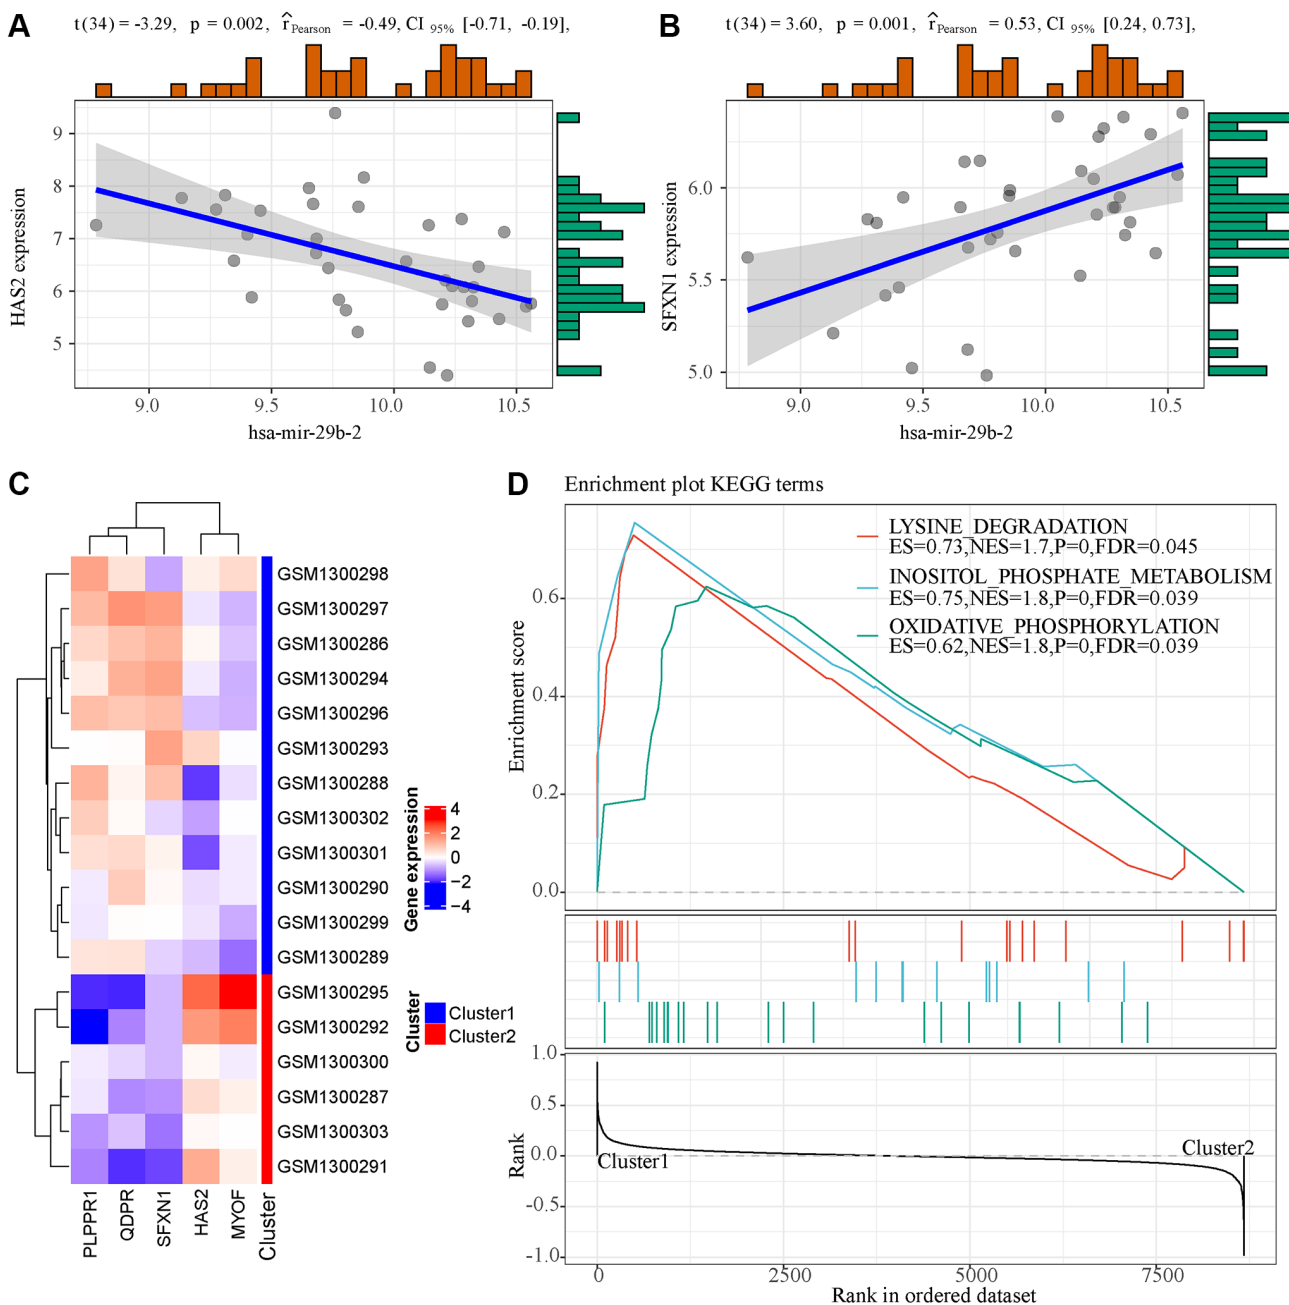 A
t(34) = -3.29, p = 0.002, r̂Pearson = -0.49, CI 95% [-0.71, -0.19],
HAS2 expression
9
8
7
6
5
9.0 9.5 10.0 10.5
hsa-mir-29b-2
B
t(34) = 3.60, p = 0.001, r̂Pearson = 0.53, CI 95% [0.24, 0.73],
SFXN1 expression
6.0
5.5
5.0
9.0 9.5 10.0 10.5
hsa-mir-29b-2
C
GSM1300298
GSM1300297
GSM1300286
GSM1300294
GSM1300296
GSM1300293
GSM1300288
GSM1300302
GSM1300301
GSM1300290
GSM1300299
GSM1300289
GSM1300295
GSM1300292
GSM1300300
GSM1300287
GSM1300303
GSM1300291
PLPPR1 QDPR SFXN1 HAS2 MYOF Cluster
Gene expression
4
2
0
−2
−4
Cluster
Cluster1
Cluster2
D
Enrichment plot KEGG terms
LYSINE_DEGRADATION
ES=0.73,NES=1.7,P=0,FDR=0.045
INOSITOL_PHOSPHATE_METABOLISM
ES=0.75,NES=1.8,P=0,FDR=0.039
OXIDATIVE_PHOSPHORYLATION
ES=0.62,NES=1.8,P=0,FDR=0.039
Enrichment score
0.6
0.4
0.2
0.0
Rank
1.0
0.5
0.0
-0.5
-1.0
Cluster1
Cluster2
0 2500 5000 7500
Rank in ordered dataset